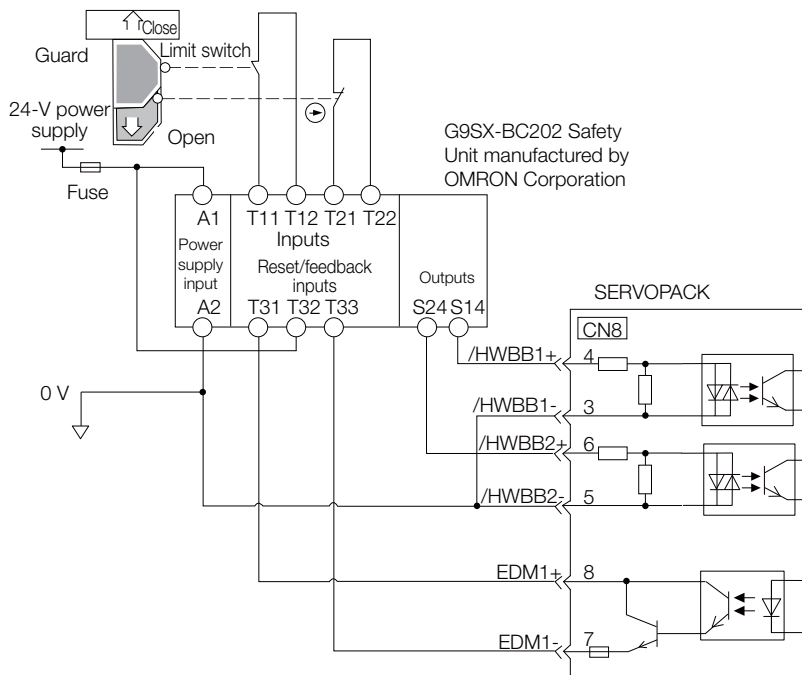 Close
Guard
Limit switch
24-V power
supply
Open
Fuse
G9SX-BC202 Safety
Unit manufactured by
OMRON Corporation
A1
T11
T12
T21
T22
Power
supply
input
Inputs
Reset/feedback
inputs
Outputs
A2
T31
T32
T33
S24
S14
SERVOPACK
CN8
/HWBB1+
4
0 V
/HWBB1-
3
/HWBB2+
6
/HWBB2-
5
EDM1+
8
EDM1-
7